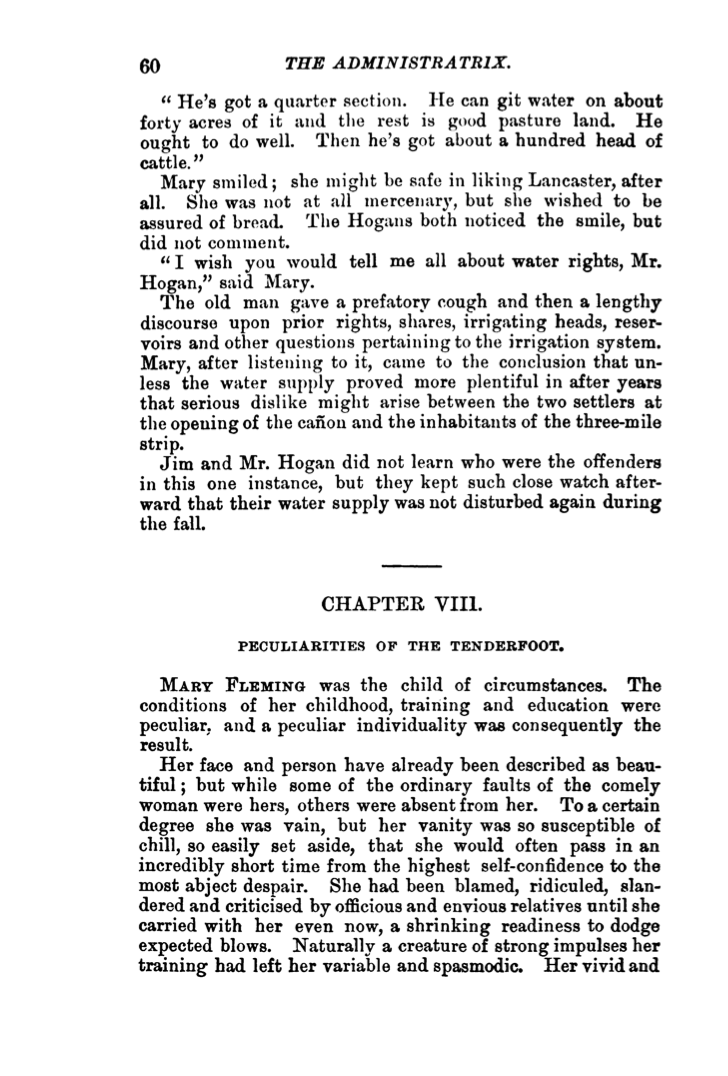 60 THE ADMINISTRATRIX.
“ He’s got a quarter section. He can git water on about
forty acres of it and the rest is good pasture land. He
ought to do well. Then he’s got about a hundred head of
cattle.”
Mary smiled; she might be safe in liking Lancaster, after
all. She was not at all mercenary, but she wished to be
assured of bread. The Hogans both noticed the smile, but
did not comment.
“I wish you would tell me all about water rights, Mr.
Hogan,” said Mary.
The old man gave a prefatory cough and then a lengthy
discourse upon prior rights, shares, irrigating heads, reser-
voirs and other questions pertaining to the irrigation system.
Mary, after listening to it, came to the conclusion that un-
less the water supply proved more plentiful in after years
that serious dislike might arise between the two settlers at
the opening of the cañon and the inhabitants of the three-mile
strip.
Jim and Mr. Hogan did not learn who were the offenders
in this one instance, but they kept such close watch after-
ward that their water supply was not disturbed again during
the fall.
CHAPTER VIII.
PECULIARITIES OF THE TENDERFOOT.
MARY FLEMING was the child of circumstances. The
conditions of her childhood, training and education were
peculiar, and a peculiar individuality was consequently the
result.
Her face and person have already been described as beau-
tiful; but while some of the ordinary faults of the comely
woman were hers, others were absent from her. To a certain
degree she was vain, but her vanity was so susceptible of
chill, so easily set aside, that she would often pass in an
incredibly short time from the highest self-confidence to the
most abject despair. She had been blamed, ridiculed, slan-
dered and criticised by officious and envious relatives until she
carried with her even now, a shrinking readiness to dodge
expected blows. Naturally a creature of strong impulses her
training had left her variable and spasmodic. Her vivid and